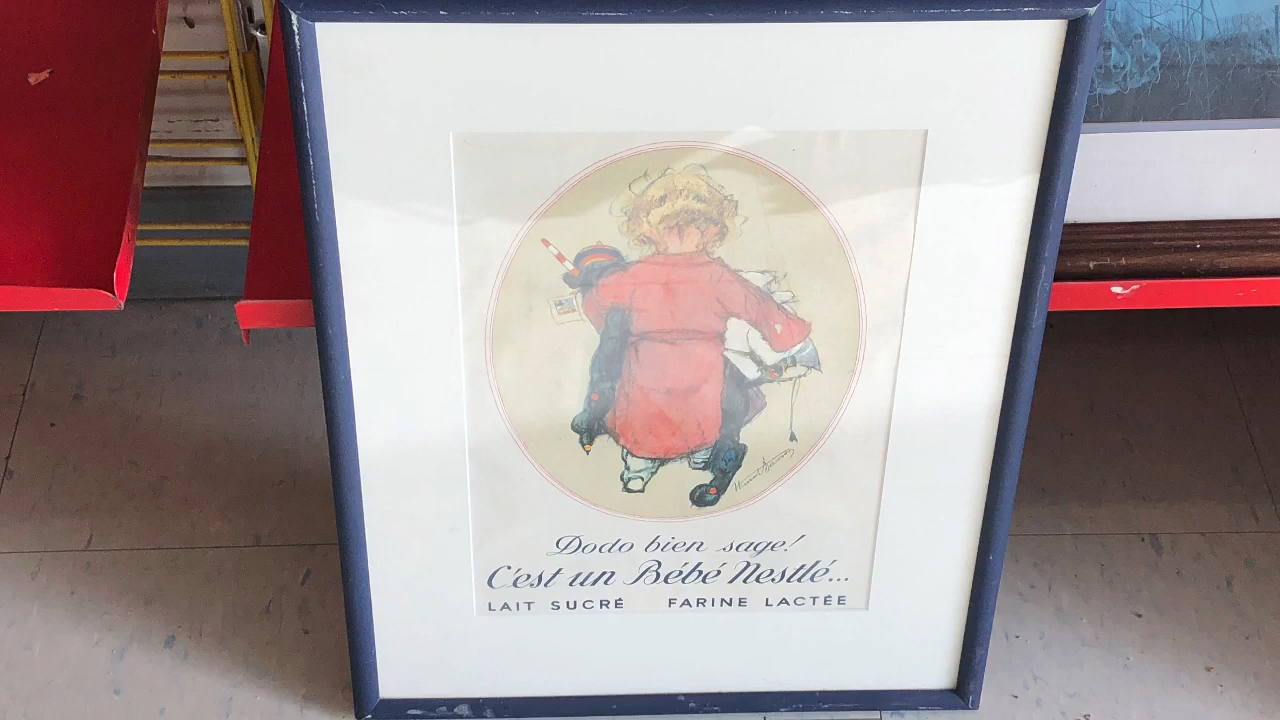 Dodo bien sage!
C'est un Bébé Nestlé...
LAIT SUCRÉ FARINE LACTÉE